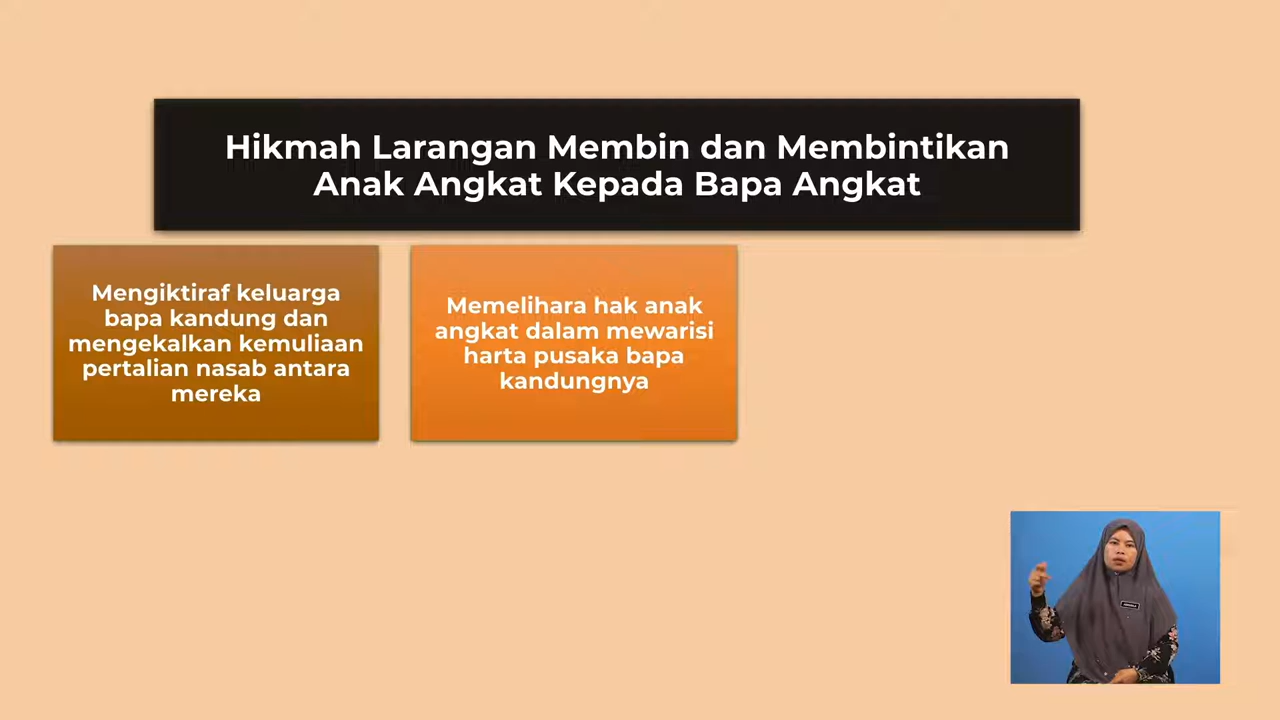 Hikmah Larangan Membin dan Membintikan
Anak Angkat Kepada Bapa Angkat
Mengiktiraf keluarga
bapa kandung dan
mengekalkan kemuliaan
pertalian nasab antara
mereka
Memelihara hak anak
angkat dalam mewarisi
harta pusaka bapa
kandungnya